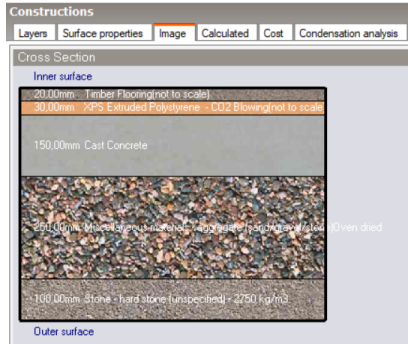 Constructions
Layers Surface properties Image Calculated Cost Condensation analysis
Cross Section
Inner surface
20,00mm Timber Flooring(not to scale)
30,00mm XPS Extruded Polystyrene - CO2 Blowing(not to scale
150,00mm Cast Concrete
250,00mm Miscellaneous materials - aggregate (sand/gravel/stone)Oven dried
100,00mm Stone - hard stone (unspecified) - 2750 kg/m3
Outer surface